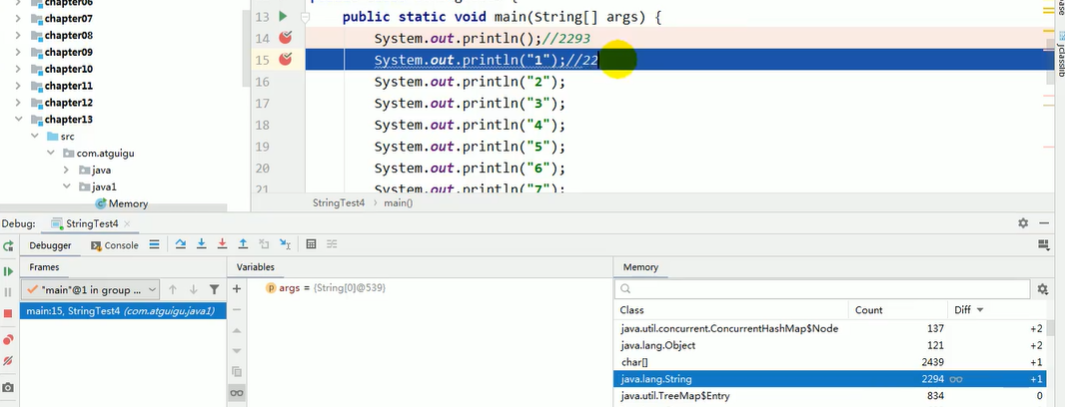 chapter06
chapter07
chapter08
chapter09
chapter10
chapter11
chapter12
chapter13
src
com.atguigu
java
java1
Memory
13 public static void main(String[] args) {
14 System.out.println();//2293
15 System.out.println("1");//22
16 System.out.println("2");
17 System.out.println("3");
18 System.out.println("4");
19 System.out.println("5");
20 System.out.println("6");
21 System.out.println("7");
StringTest4 > main()
jclasslib
Debug: StringTest4
Debugger Console
Frames
"main"@1 in group ...
main:15, StringTest4 (com.atguigu.java1)
Variables
args = {String[0]@539}
Memory
Class Count Diff
java.util.concurrent.ConcurrentHashMap$Node 137 +2
java.lang.Object 121 +2
char[] 2439 +1
java.lang.String 2294 +1
java.util.TreeMap$Entry 834 0